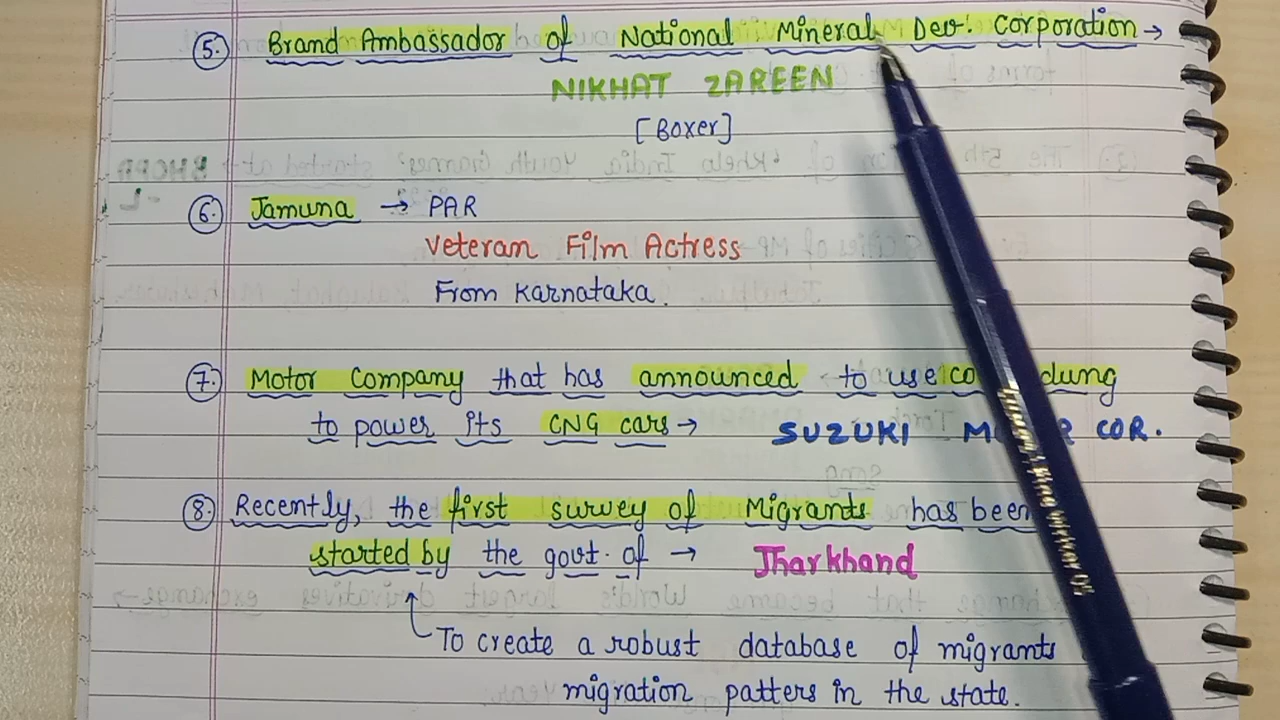 5. Brand Ambassador of National Mineral Dev. Corporation →
NIKHAT ZAREEN
[Boxer]
6. Jamuna → PAR
Veteran Film Actress
From Karnataka.
7. Motor Company that has announced to use dung
to power its CNG cars → SUZUKI COR.
8. Recently, the first survey of Migrants has been
started by the govt. of → Jharkhand
To create a robust database of migrants
migration patters in the state.